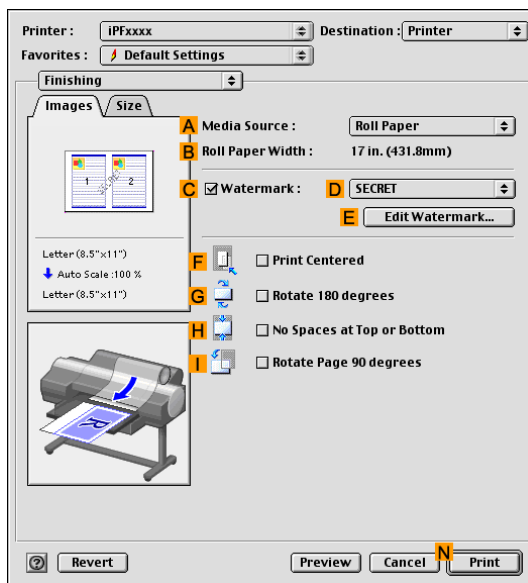 Printer : iPFxxxx Destination : Printer
Favorites : Default Settings
Finishing
Images Size
A Media Source : Roll Paper
B Roll Paper Width : 17 in. (431.8mm)
1 2
SECRET
C Watermark : D SECRET
E Edit Watermark...
Letter (8.5"x11")
Auto Scale :100 %
Letter (8.5"x11")
F Print Centered
G Rotate 180 degrees
H No Spaces at Top or Bottom
I Rotate Page 90 degrees
R
? Revert Preview Cancel N Print